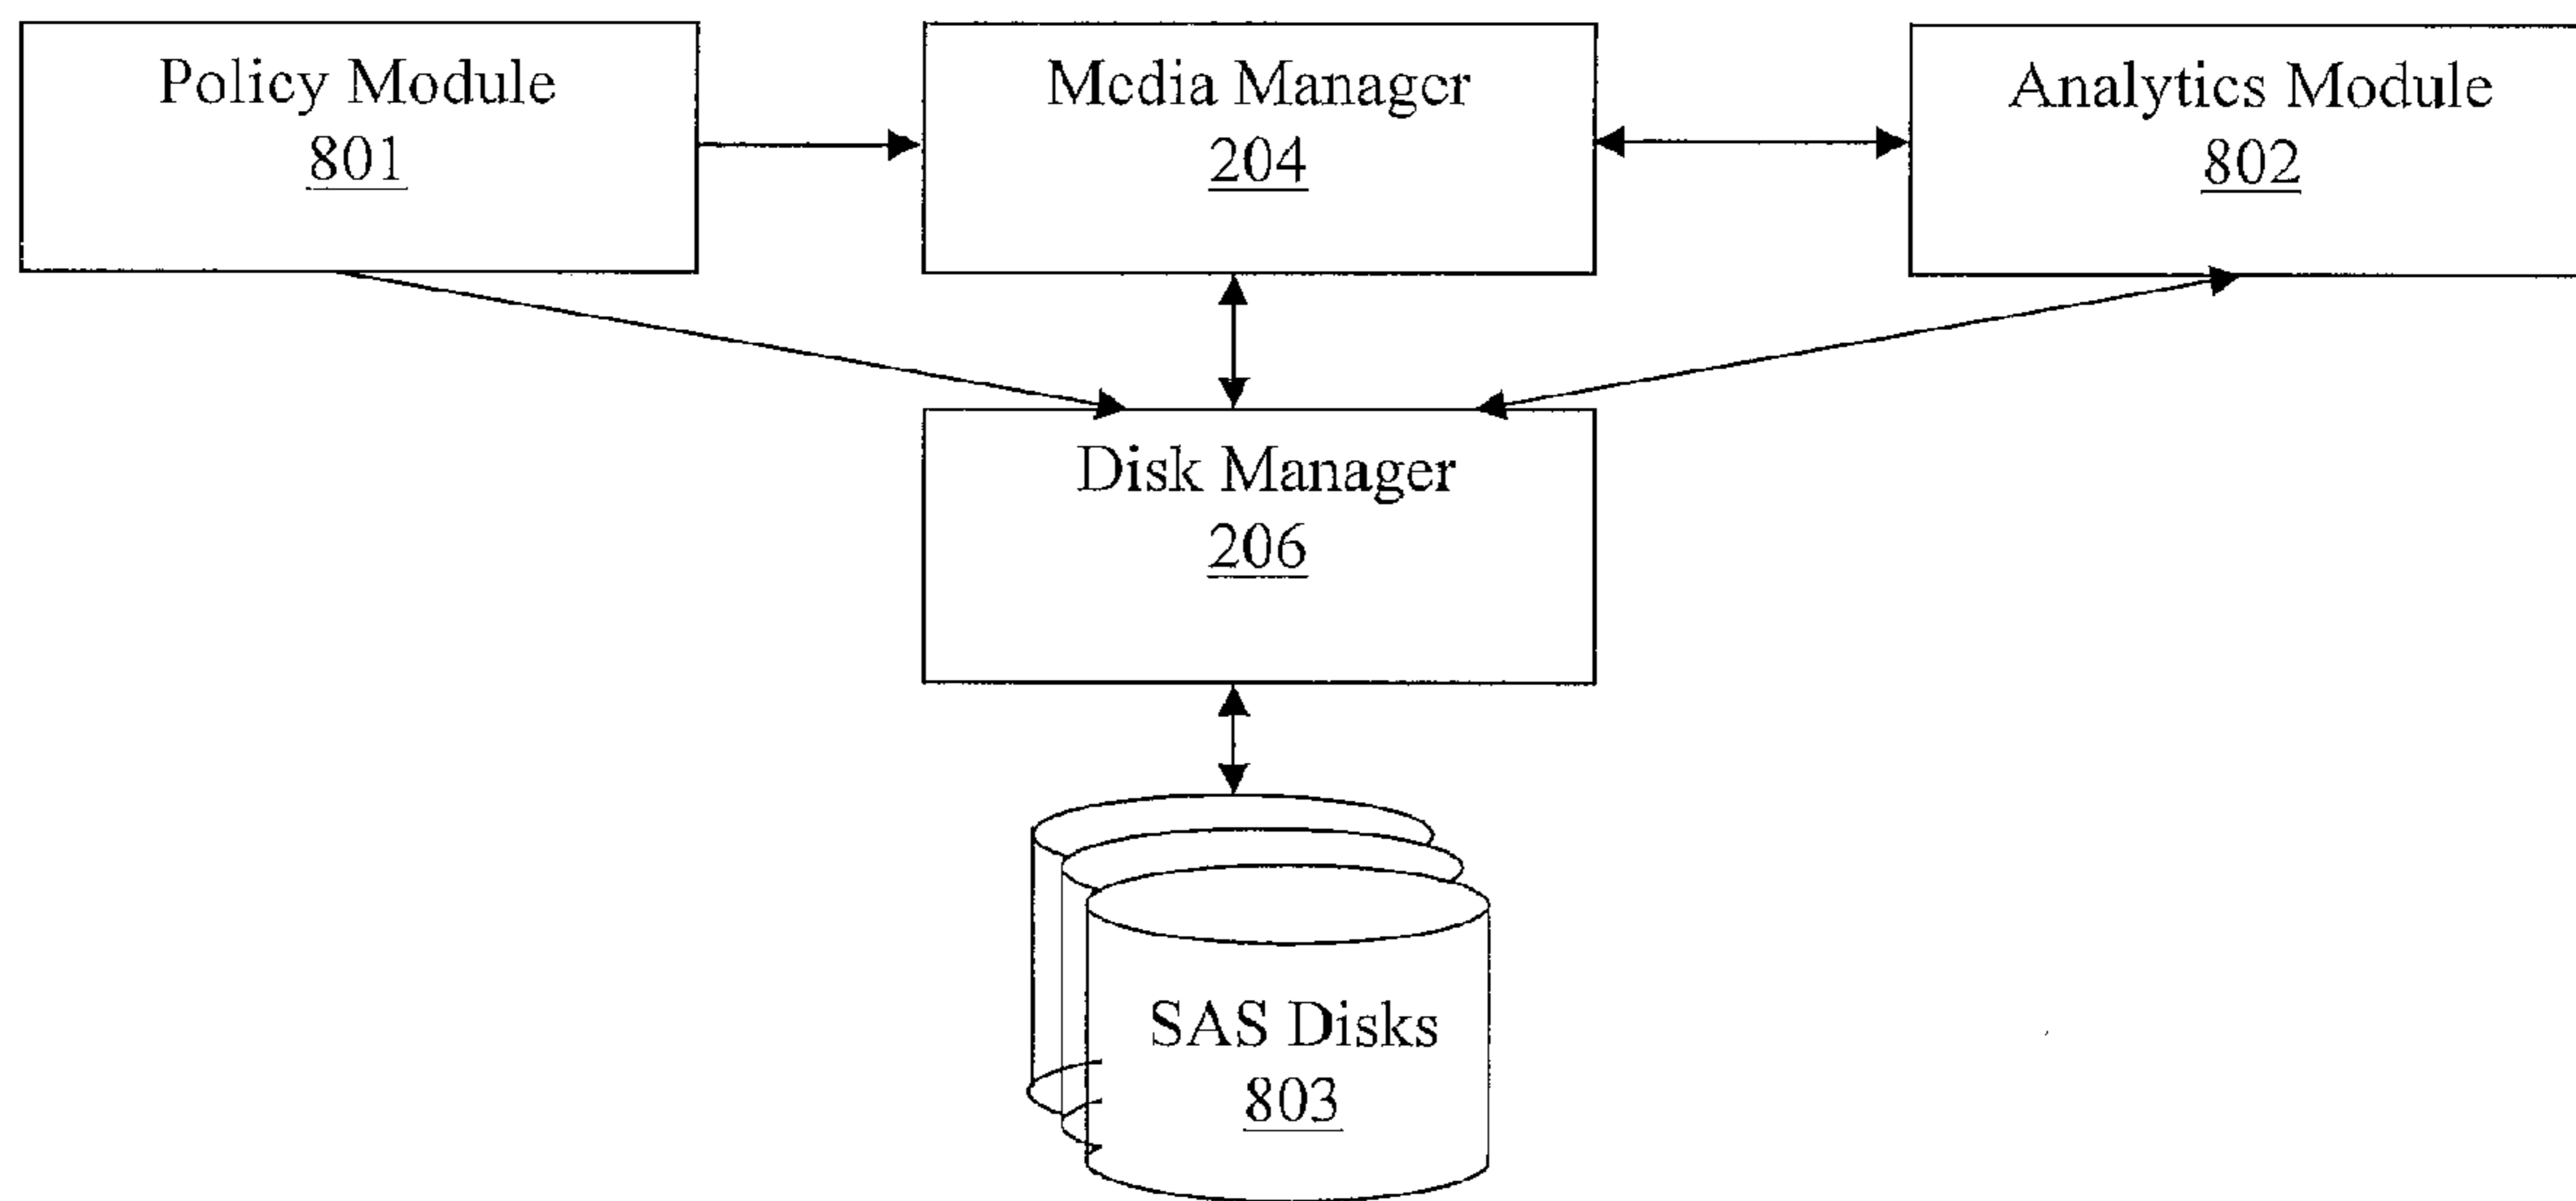 Policy Module
801
Media Manager
204
Analytics Module
802
Disk Manager
206
SAS Disks
803